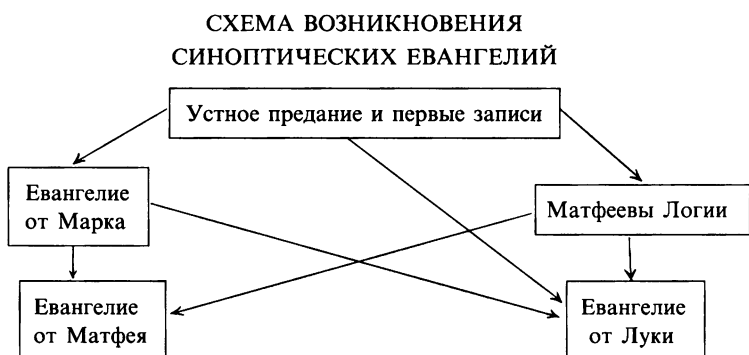 СХЕМА ВОЗНИКНОВЕНИЯ
СИНОПТИЧЕСКИХ ЕВАНГЕЛИЙ
Устное предание и первые записи
Евангелие
от Марка
Матфеевы Логии
Евангелие
от Матфея
Евангелие
от Луки